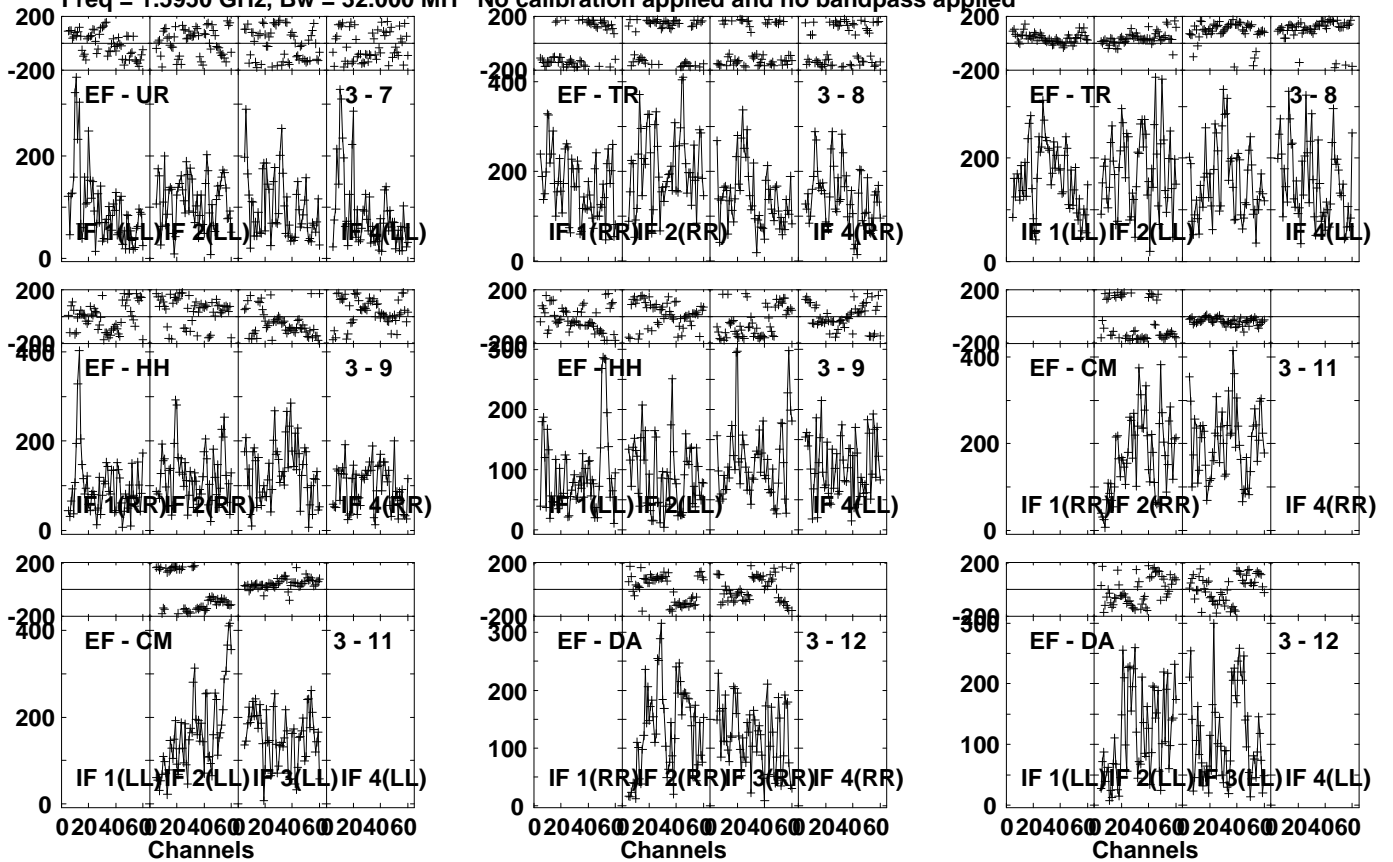 Freq = 1.5950 GHz, Bw = 32.000 MH No calibration applied and no bandpass applied
200 200 200
-200 -200
EF - UR 3 - 7 400 EF - TR 3 - 8 EF - TR 3 - 8
200 200 200
IF 1(LL) IF 2(LL) IF 4(LL) IF 1(RR) IF 2(RR) IF 4(RR) IF 1(LL) IF 2(LL) IF 4(LL)
0 0 0
200 200 200
-200 -200 -200
400 300 400
EF - HH 3 - 9 EF - HH 3 - 9 EF - CM 3 - 11
200 200 200
100
IF 1(RR) IF 2(RR) IF 4(RR) IF 1(LL) IF 2(LL) IF 4(LL) IF 1(RR) IF 2(RR) IF 4(RR)
0 0 0
200 200 200
-200 -200 -200
400 300 300
EF - CM 3 - 11 EF - DA 3 - 12 EF - DA 3 - 12
200 200 200
100 100
IF 1(LL) IF 2(LL) IF 3(LL) IF 4(LL) IF 1(RR) IF 2(RR) IF 3(RR) IF 4(RR) IF 1(LL) IF 2(LL) IF 3(LL) IF 4(LL)
0 0 0
0 20 40 60 0 20 40 60 0 20 40 60 0 20 40 60 0 20 40 60 0 20 40 60 0 20 40 60 0 20 40 60 0 20 40 60 0 20 40 60 0 20 40 60 0 20 40 60
Channels Channels Channels